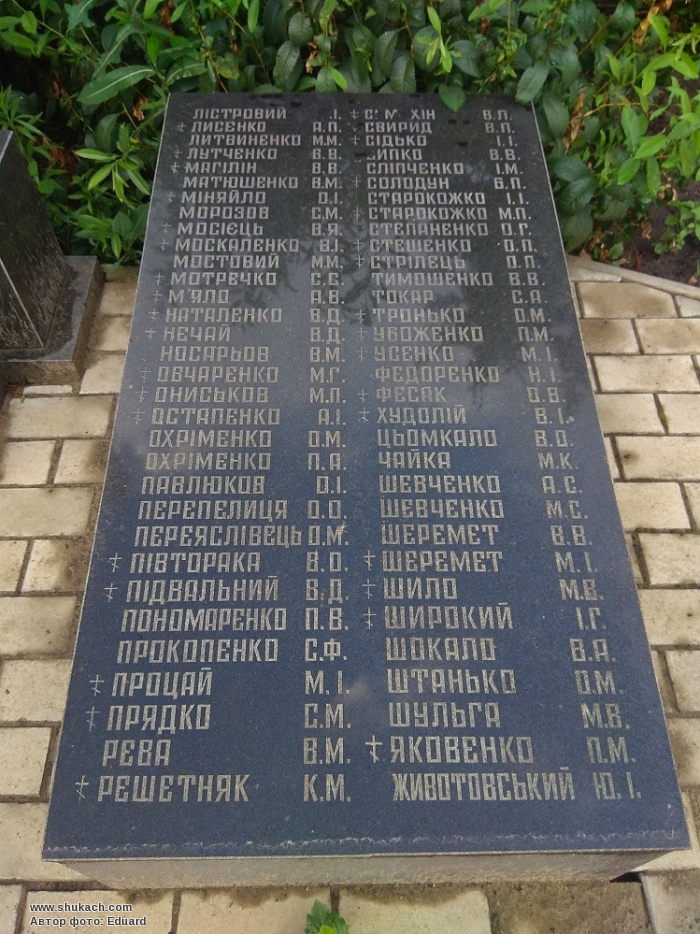 ЛІСТРОВИЙ .І.
† ЛИСЕНКО А.П.
ЛИТВИНЕНКО М.М.
† ЛУТЧЕНКО В.В.
† МАГІЛІН В.В.
МАТЮШЕНКО В.М.
† МІНЯЙЛО О.І.
МОРОЗОВ С.М.
† МОСІЄЦЬ В.Я.
† МОСКАЛЕНКО В.І.
МОСТОВИЙ М.М.
† МОТРЕЧКО С.С.
† М'ЯЛО А.В.
† НАТАЛЕНКО В.Д.
† НЕЧАЙ В.Д.
НОСАРЬОВ В.М.
† ОВЧАРЕНКО М.Г.
† ОНИСЬКОВ М.П.
† ОСТАПЕНКО А.І.
ОХРІМЕНКО О.М.
ОХРІМЕНКО П.А.
ПАВЛЮКОВ О.І.
ПЕРЕПЕЛИЦЯ О.О.
ПЕРЕЯСЛІВЕЦЬ О.М.
† ПІВТОРАКА В.О.
† ПІДВАЛЬНИЙ В.Д.
ПОНОМАРЕНКО П.В.
ПРОКОПЕНКО С.Ф.
† ПРОЦАЙ М.І.
† ПРЯДКО С.М.
РЕВА В.М.
† РЕШЕТНЯК К.М.
† В.П.
СВИРИД В.П.
† СІДЬКО І.І.
В.В.
СЛІПЧЕНКО І.М.
† СОЛОДУН Б.П.
СТАРОКОЖКО І.І.
† СТАРОКОЖКО М.П.
† СТЕПАНЕНКО О.Г.
† СТЕШЕНКО О.П.
† СТРІЛЕЦЬ О.П.
ТИМОШЕНКО В.В.
ТОКАР С.А.
† ТРОНЬКО О.М.
† УБОЖЕНКО П.М.
† УСЕНКО М.І.
ФЕДОРЕНКО Н.І.
† ФЕСАК О.В.
† ХУДОЛІЙ В.І.
ЦЬОМКАЛО В.О.
ЧАЙКА М.К.
ШЕВЧЕНКО А.С.
ШЕВЧЕНКО М.С.
ШЕРЕМЕТ В.В.
† ШЕРЕМЕТ М.І.
† ШИЛО М.В.
† ШИРОКИЙ І.Г.
ШОКАЛО В.А.
ШТАНЬКО О.М.
ШУЛЬГА М.В.
† ЯКОВЕНКО П.М.
ЖИВОТОВСЬКИЙ Ю.І.
www.shukach.com
Автор фото: Eduard